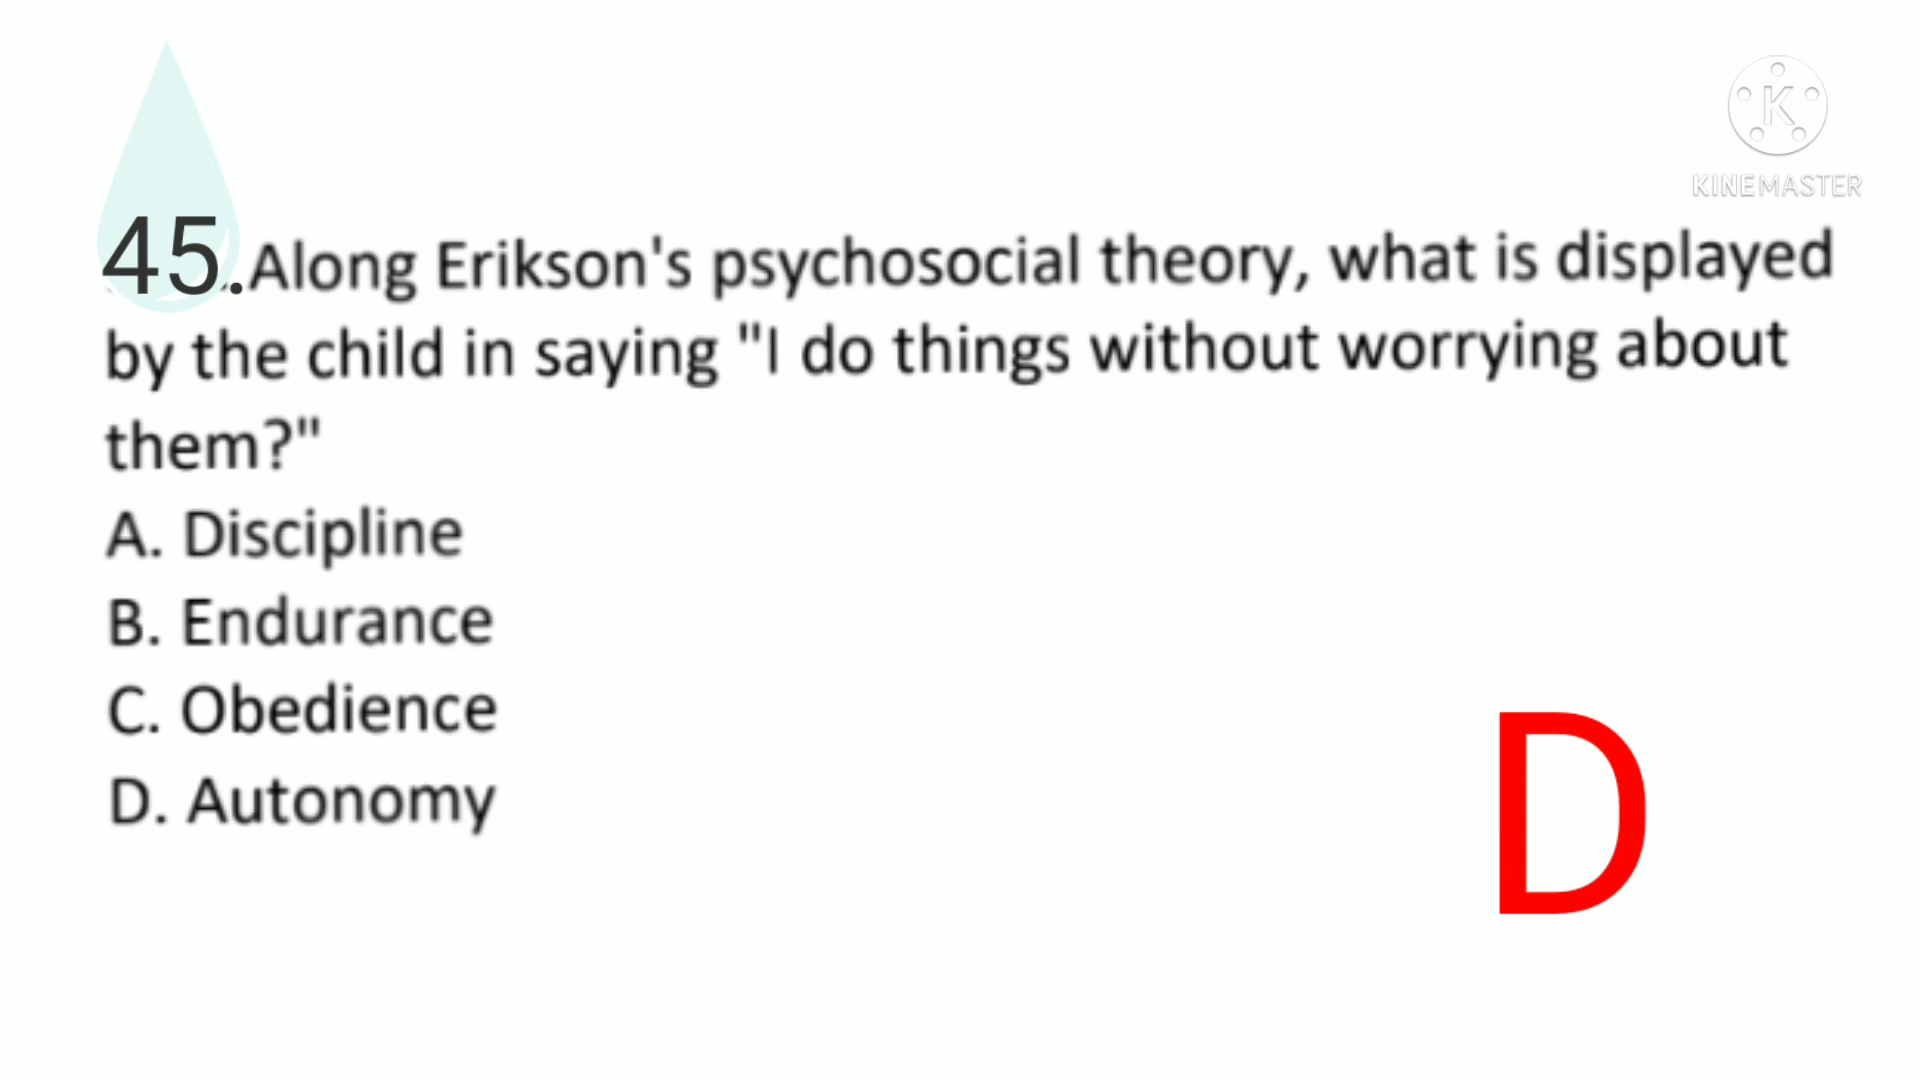 K
KINEMASTER
45.Along Erikson's psychosocial theory, what is displayed
by the child in saying "I do things without worrying about
them?"
A. Discipline
B. Endurance
C. Obedience
D. Autonomy
D